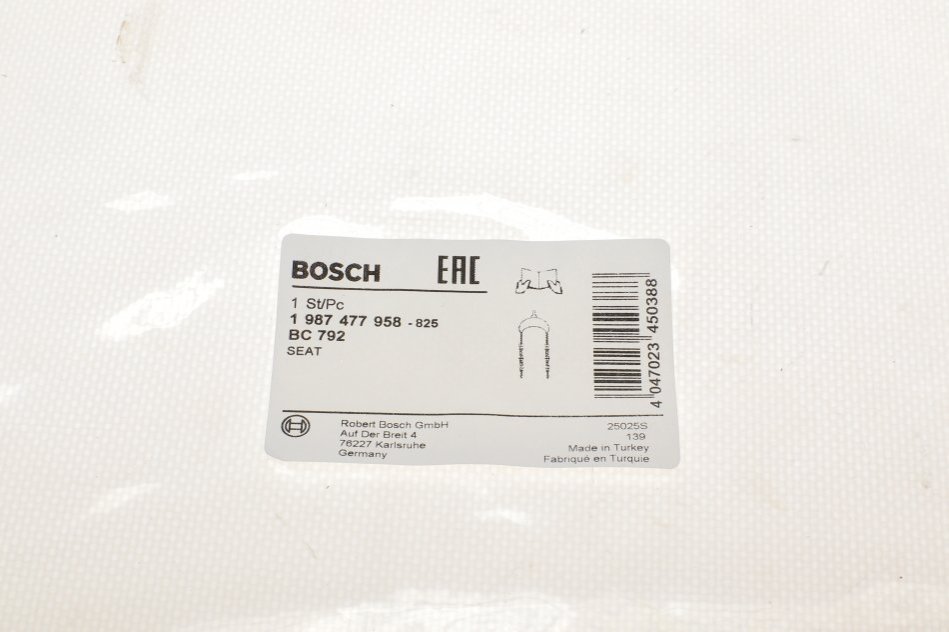 BOSCH
EAC
1 St/Pc
1 987 477 958 - 825
BC 792
SEAT
4 047023 450388
Robert Bosch GmbH
Auf Der Breit 4
76227 Karlsruhe
Germany
25025S
139
Made in Turkey
Fabriqué en Turquie